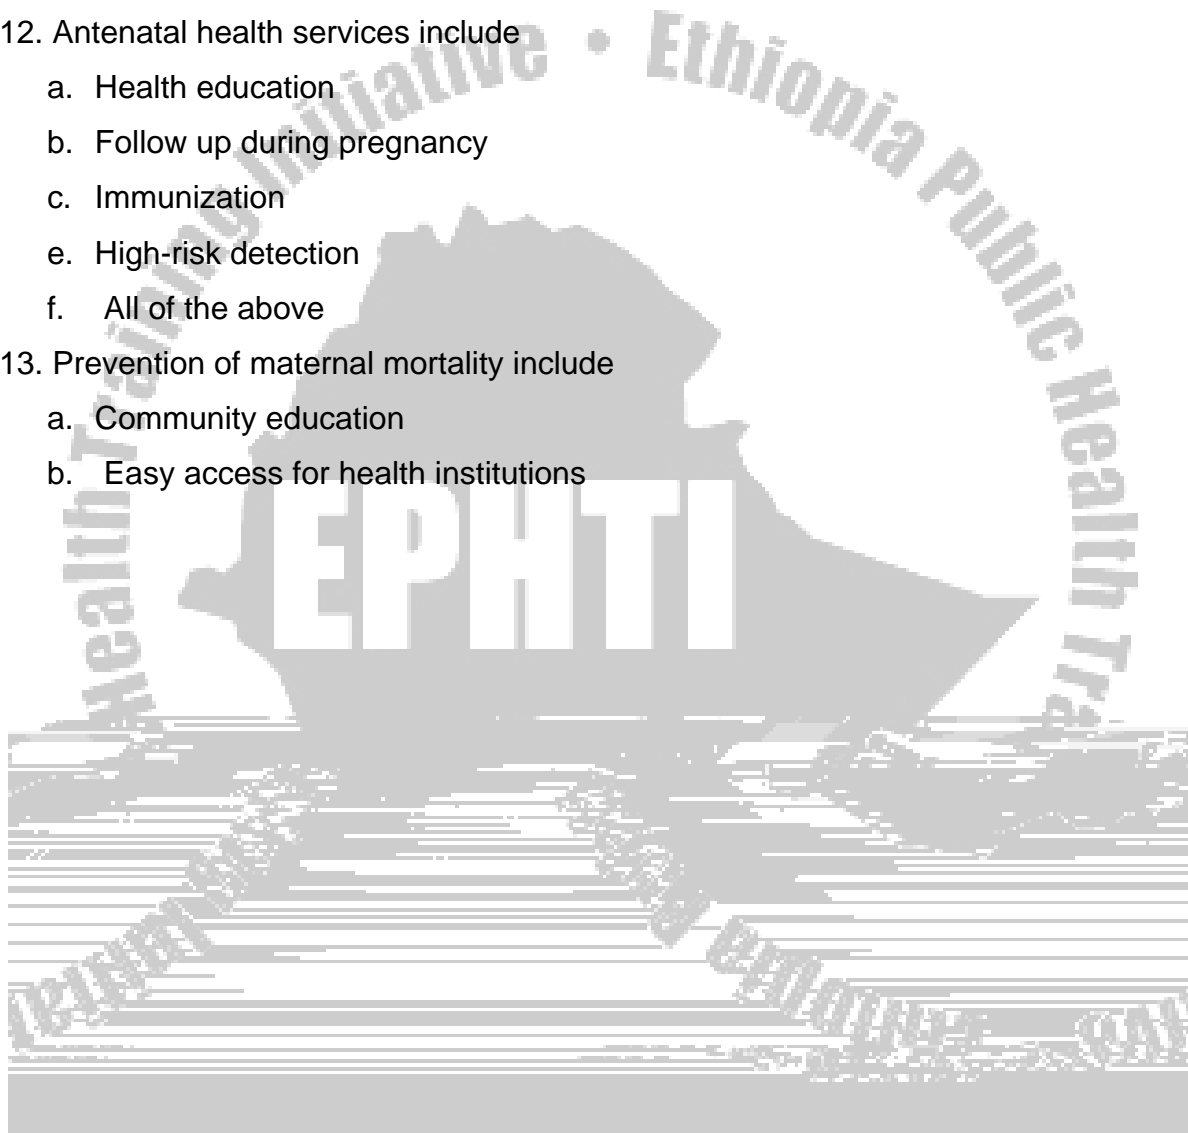 12. Antenatal health services include
a. Health education
b. Follow up during pregnancy
c. Immunization
e. High-risk detection
f. All of the above
13. Prevention of maternal mortality include
a. Community education
b. Easy access for health institutions
Health Training Initiative • Ethiopia Public Health Tra
EPHTI